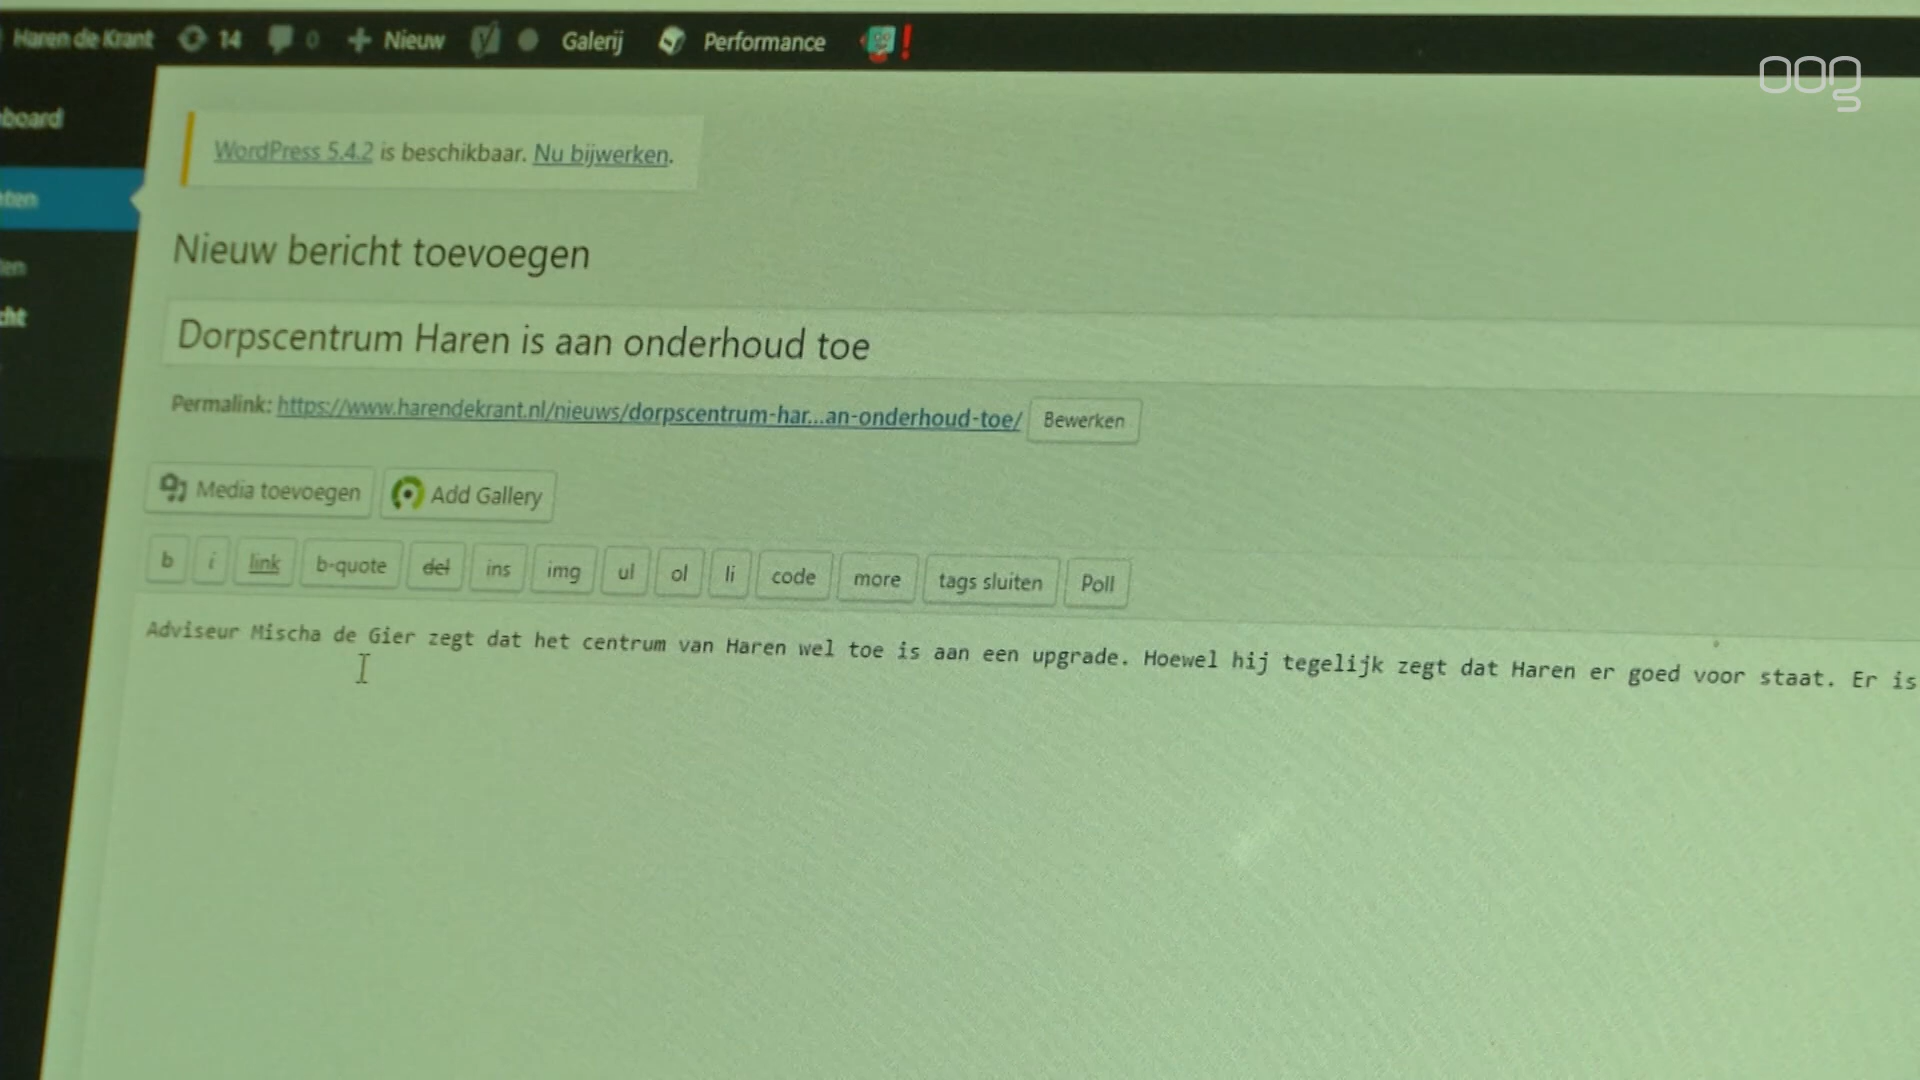 Haren de Krant 14 0 Nieuw Galerij Performance
oog
board
WordPress 5.4.2 is beschikbaar. Nu bijwerken.
Nieuw bericht toevoegen
Dorpscentrum Haren is aan onderhoud toe
Permalink: https://www.harendekrant.nl/nieuws/dorpscentrum-har...an-onderhoud-toe/ Bewerken
Media toevoegen Add Gallery
b i link b-quote del ins img ul ol li code more tags sluiten Poll
Adviseur Mischa de Gier zegt dat het centrum van Haren wel toe is aan een upgrade. Hoewel hij tegelijk zegt dat Haren er goed voor staat. Er is